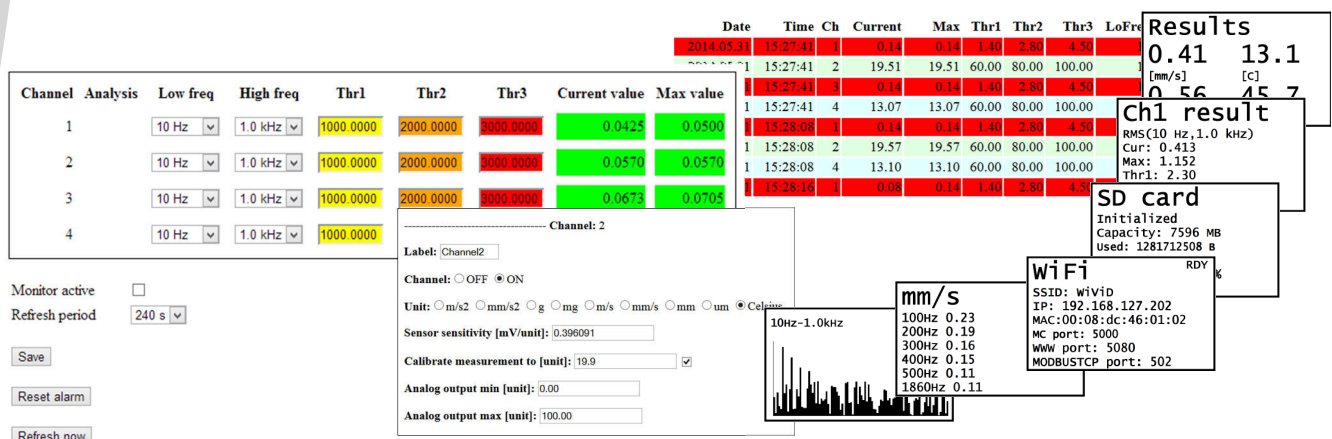 Channel Analysis Low freq High freq Thr1 Thr2 Thr3 Current value Max value
1 10 Hz 1.0 kHz 1000.0000 2000.0000 3000.0000 0.0425 0.0500
2 10 Hz 1.0 kHz 1000.0000 2000.0000 3000.0000 0.0570 0.0570
3 10 Hz 1.0 kHz 1000.0000 2000.0000 3000.0000 0.0673 0.0705
4 10 Hz 1.0 kHz 1000.0000
Monitor active
Refresh period 240 s
Save
Reset alarm
Refresh now
Date Time Ch Current Max Thr1 Thr2 Thr3
2014.05.31 15:27:41 1 0.14 0.14 1.40 2.80 4.50
15:27:41 2 19.51 19.51 60.00 80.00 100.00
15:27:41 3 0.14 0.14 1.40 2.80 4.50
15:27:41 4 13.07 13.07 60.00 80.00 100.00
15:28:08 1 0.14 0.14 1.40 2.80 4.50
15:28:08 2 19.57 19.57 60.00 80.00 100.00
15:28:08 4 13.10 13.10 60.00 80.00 100.00
15:28:16 1 0.08 0.14 1.40 2.80
---------------------------------- Channel: 2
Label: Channel2
Channel: OFF ON
Unit: m/s2 mm/s2 g mg m/s mm/s mm um Celsius
Sensor sensitivity [mV/unit]: 0.396091
Calibrate measurement to [unit]: 19.9
Analog output min [unit]: 0.00
Analog output max [unit]: 100.00
10Hz-1.0kHz
mm/s
100Hz 0.23
200Hz 0.19
300Hz 0.16
400Hz 0.15
500Hz 0.11
1860Hz 0.11
WiFi RDY
SSID: WiViD
IP: 192.168.127.202
MAC:00:08:dc:46:01:02
MC port: 5000
WWW port: 5080
MODBUSTCP port: 502
SD card
Initialized
Capacity: 7596 MB
Used: 1281712508 B
%
Ch1 result
RMS(10 Hz,1.0 kHz)
Cur: 0.413
Max: 1.152
Thr1: 2.30
Results
0.41 13.1
[mm/s] [C]
0.56 45.7